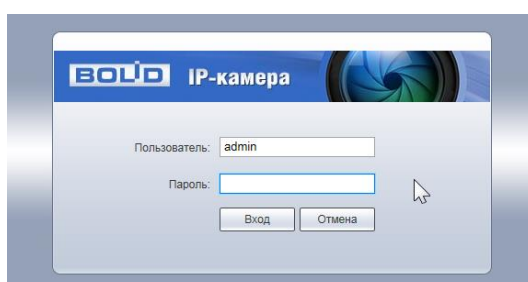 BOLID IP-камера
Пользователь: admin
Пароль:
Вход Отмена